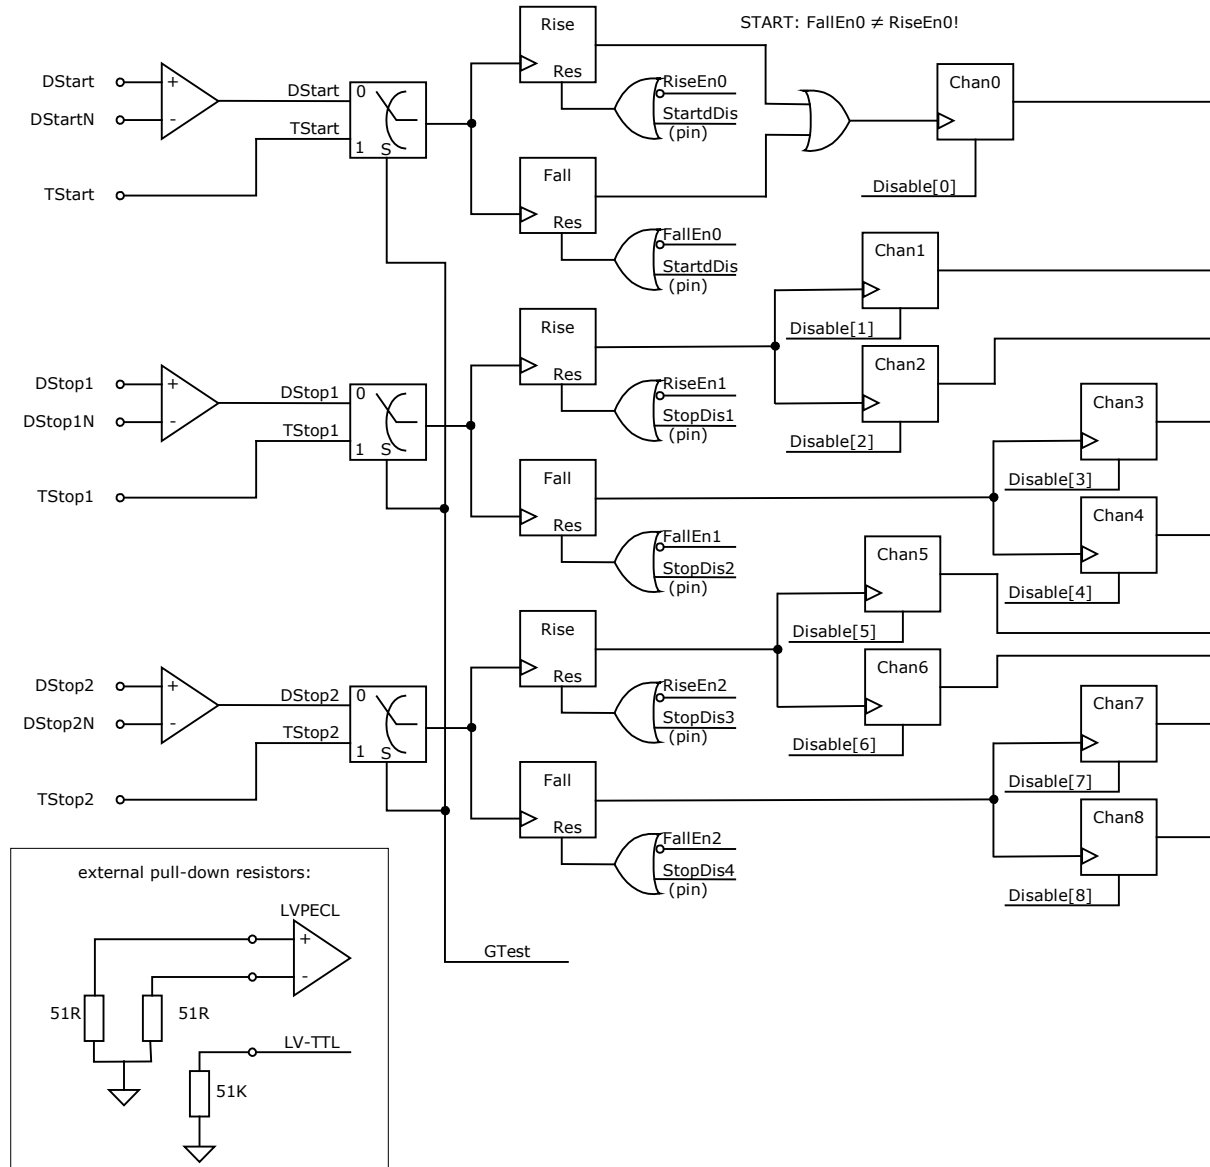 START: FallEn0 ≠ RiseEn0!
Rise
Res
RiseEn0
StartdDis
(pin)
Chan0
Disable[0]
DStart
DStartN
TStart
+
-
DStart
TStart
0
1
S
Fall
Res
FallEn0
StartdDis
(pin)
Chan1
Disable[1]
Rise
Res
RiseEn1
StopDis1
(pin)
Chan2
Disable[2]
DStop1
DStop1N
TStop1
+
-
DStop1
TStop1
0
1
S
Chan3
Disable[3]
Fall
Res
FallEn1
StopDis2
(pin)
Chan4
Disable[4]
Chan5
Disable[5]
Rise
Res
RiseEn2
StopDis3
(pin)
Chan6
Disable[6]
DStop2
DStop2N
TStop2
+
-
DStop2
TStop2
0
1
S
Chan7
Disable[7]
Fall
Res
FallEn2
StopDis4
(pin)
Chan8
Disable[8]
GTest
external pull-down resistors:
LVPECL
+
-
51R
51R
LV-TTL
51K